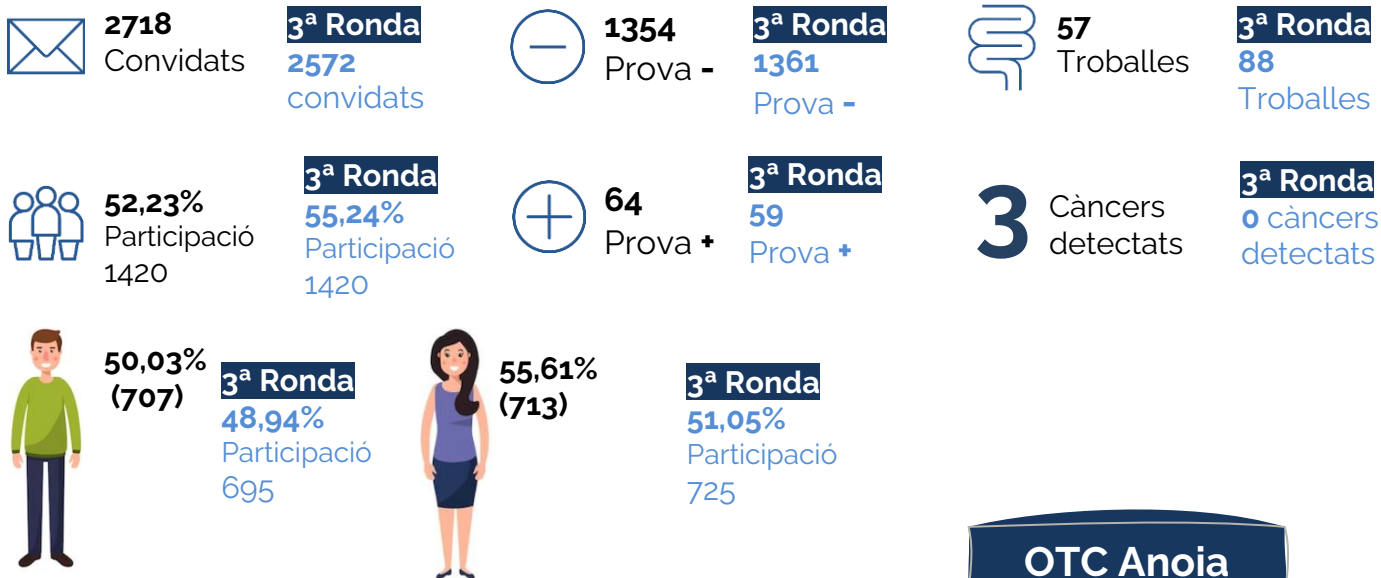 2718
Convidats
3ª Ronda
2572
convidats
1354
Prova -
3ª Ronda
1361
Prova -
57
Troballes
3ª Ronda
88
Troballes
52,23%
Participació
1420
3ª Ronda
55,24%
Participació
1420
64
Prova +
3ª Ronda
59
Prova +
3
Càncers
detectats
3ª Ronda
0 càncers
detectats
50,03%
(707)
3ª Ronda
48,94%
Participació
695
55,61%
(713)
3ª Ronda
51,05%
Participació
725
OTC Anoia